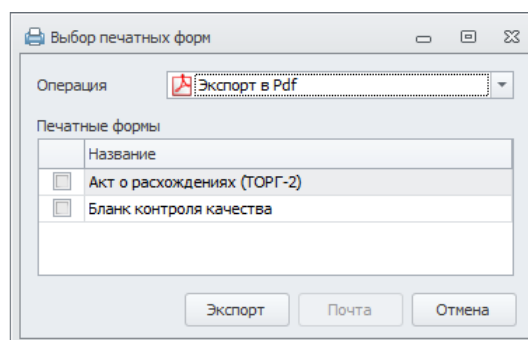 Выбор печатных форм
Операция Экспорт в Pdf
Печатные формы
Название
Акт о расхождениях (ТОРГ-2)
Бланк контроля качества
Экспорт Почта Отмена